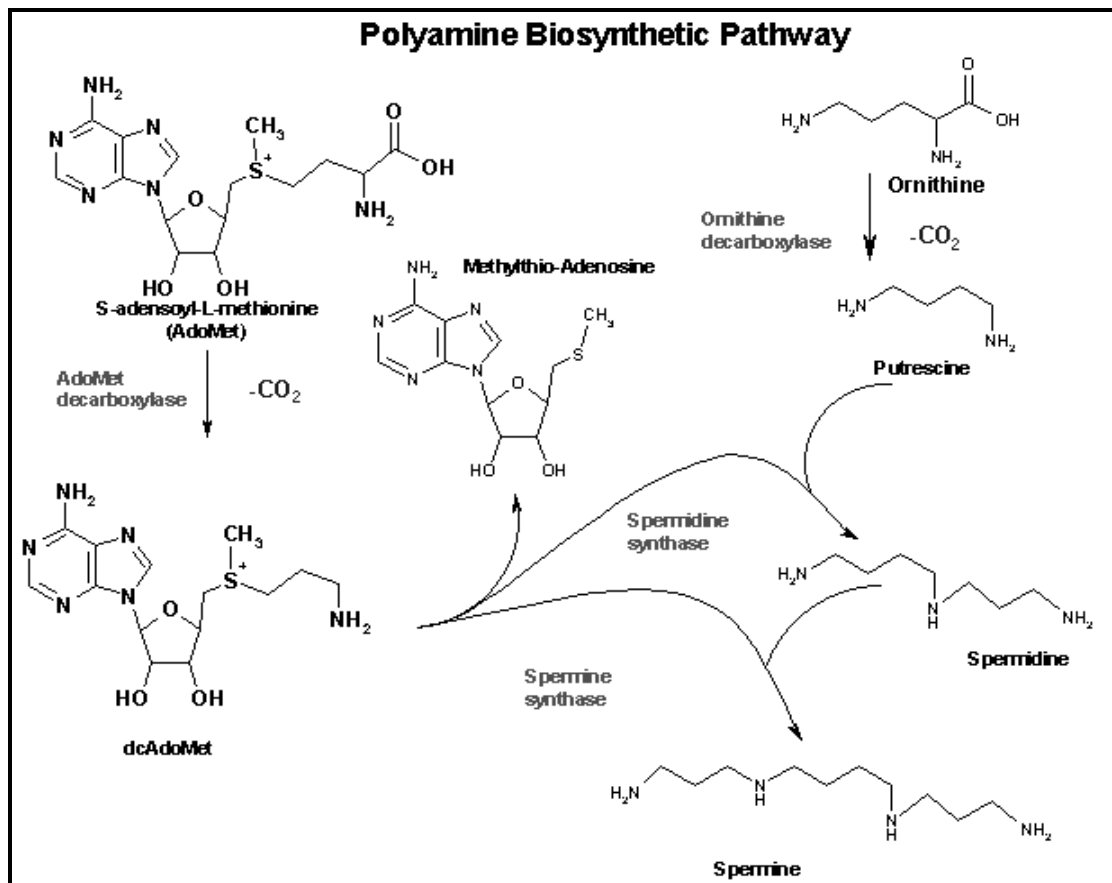 Polyamine Biosynthetic Pathway
NH₂
N
N
N
N
O
OH OH
CH₃
S
+
O
OH
NH₂
S-adensoyl-L-methionine
(AdoMet)
AdoMet
decarboxylase
-CO₂
NH₂
N
N
N
N
O
HO OH
CH₃
S
+
NH₂
dcAdoMet
Methylthio-Adenosine
NH₂
N
N
N
N
O
HO OH
CH₃
S
O
OH
H₂N
NH₂
Ornithine
Ornithine
decarboxylase
-CO₂
H₂N
NH₂
Putrescine
Spermidine
synthase
H₂N
N
H
NH₂
Spermidine
Spermine
synthase
H₂N
N
H
N
H
NH₂
Spermine